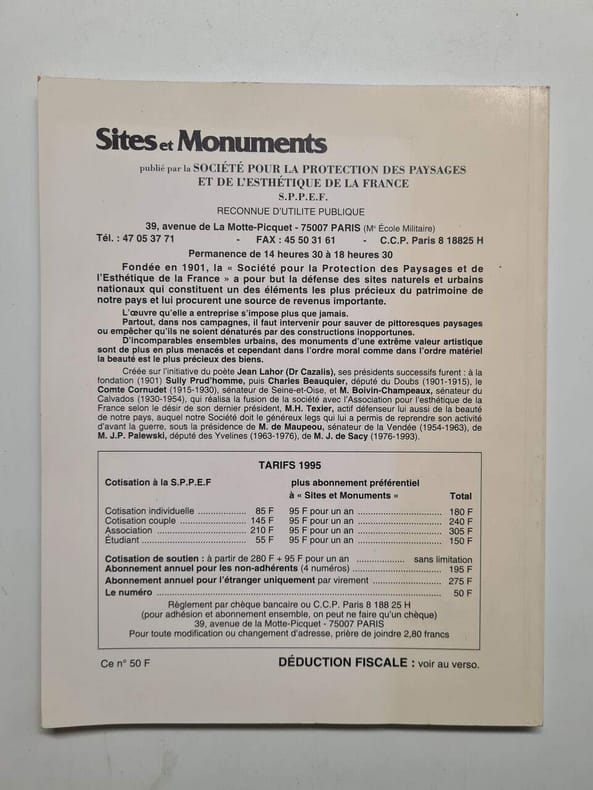 Sites et Monuments
publié par la SOCIÉTÉ POUR LA PROTECTION DES PAYSAGES
ET DE L'ESTHÉTIQUE DE LA FRANCE
S.P.P.E.F.
RECONNUE D'UTILITE PUBLIQUE
39, avenue de La Motte-Picquet - 75007 PARIS (Mº École Militaire)
Tél. : 47 05 37 71 - FAX : 45 50 31 61 - C.C.P. Paris 8 18825 H
Permanence de 14 heures 30 à 18 heures 30
Fondée en 1901, la « Société pour la Protection des Paysages et de
l'Esthétique de la France » a pour but la défense des sites naturels et urbains
nationaux qui constituent un des éléments les plus précieux du patrimoine de
notre pays et lui procurent une source de revenus importante.
L'œuvre qu'elle a entreprise s'impose plus que jamais.
Partout, dans nos campagnes, il faut intervenir pour sauver de pittoresques paysages
ou empêcher qu'ils ne soient dénaturés par des constructions inopportunes.
D'incomparables ensembles urbains, des monuments d'une extrême valeur artistique
sont de plus en plus menacés et cependant dans l'ordre moral comme dans l'ordre matériel
la beauté est le plus précieux des biens.
Créée sur l'initiative du poète Jean Lahor (Dr Cazalis), ses présidents successifs furent : à la
fondation (1901) Sully Prud'homme, puis Charles Beauquier, député du Doubs (1901-1915), le
Comte Cornudet (1915-1930), sénateur de Seine-et-Oise, et M. Boivin-Champeaux, sénateur du
Calvados (1930-1954), qui réalisa la fusion de la société avec l'Association pour l'esthétique de la
France selon le désir de son dernier président, M.H. Texier, actif défenseur lui aussi de la beauté
de notre pays, auquel notre Société doit le généreux legs qui lui a permis de reprendre son activité
d'avant la guerre, sous la présidence de M. de Maupeou, sénateur de la Vendée (1954-1963), de
M. J.P. Palewski, député des Yvelines (1963-1976), de M. J. de Sacy (1976-1993).
TARIFS 1995
Cotisation à la S.P.P.E.F plus abonnement préférentiel
à « Sites et Monuments » Total
Cotisation individuelle .................. 85 F 95 F pour un an ............................ 180 F
Cotisation couple ....................... 145 F 95 F pour un an ............................ 240 F
Association ............................. 210 F 95 F pour un an ............................ 305 F
Étudiant ................................. 55 F 95 F pour un an ............................ 150 F
Cotisation de soutien : à partir de 280 F + 95 F pour un an .................. sans limitation
Abonnement annuel pour les non-adhérents (4 numéros) ............................. 195 F
Abonnement annuel pour l'étranger uniquement par virement ...................... 275 F
Le numéro ............................................................................................ 50 F
Règlement par chèque bancaire ou C.C.P. Paris 8 188 25 H
(pour adhésion et abonnement ensemble, on peut ne faire qu'un chèque)
39, avenue de la Motte-Picquet - 75007 PARIS
Pour toute modification ou changement d'adresse, prière de joindre 2,80 francs
Ce n° 50 F DÉDUCTION FISCALE : voir au verso.